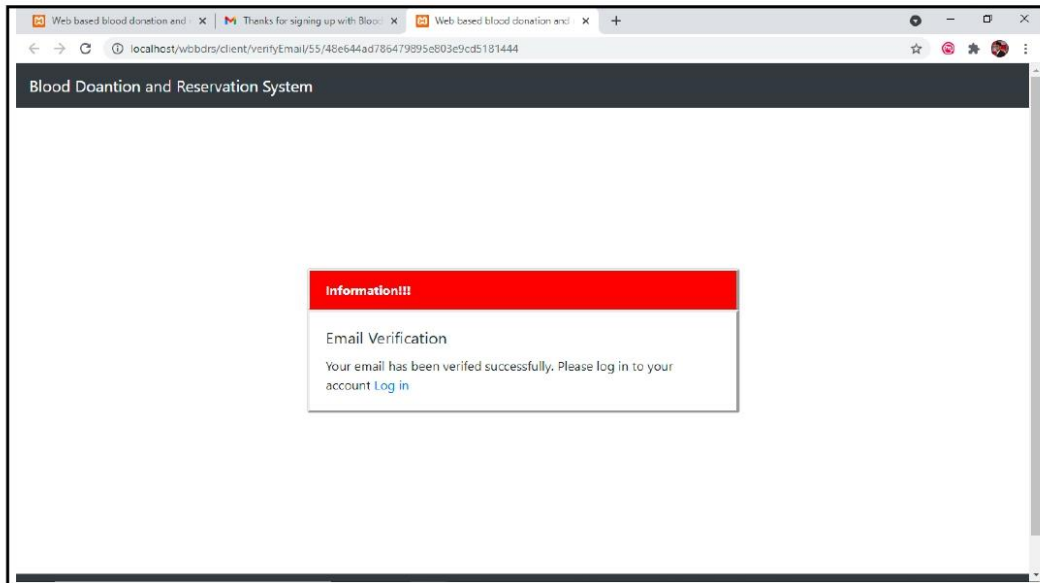 Web based blood donation and
Thanks for signing up with Blood
Web based blood donation and
localhost/wbbdrs/client/verifyEmail/55/48e644ad786479895e803e9cd5181444
Blood Doantion and Reservation System
Information!!!
Email Verification
Your email has been verifed successfully. Please log in to your
account Log in